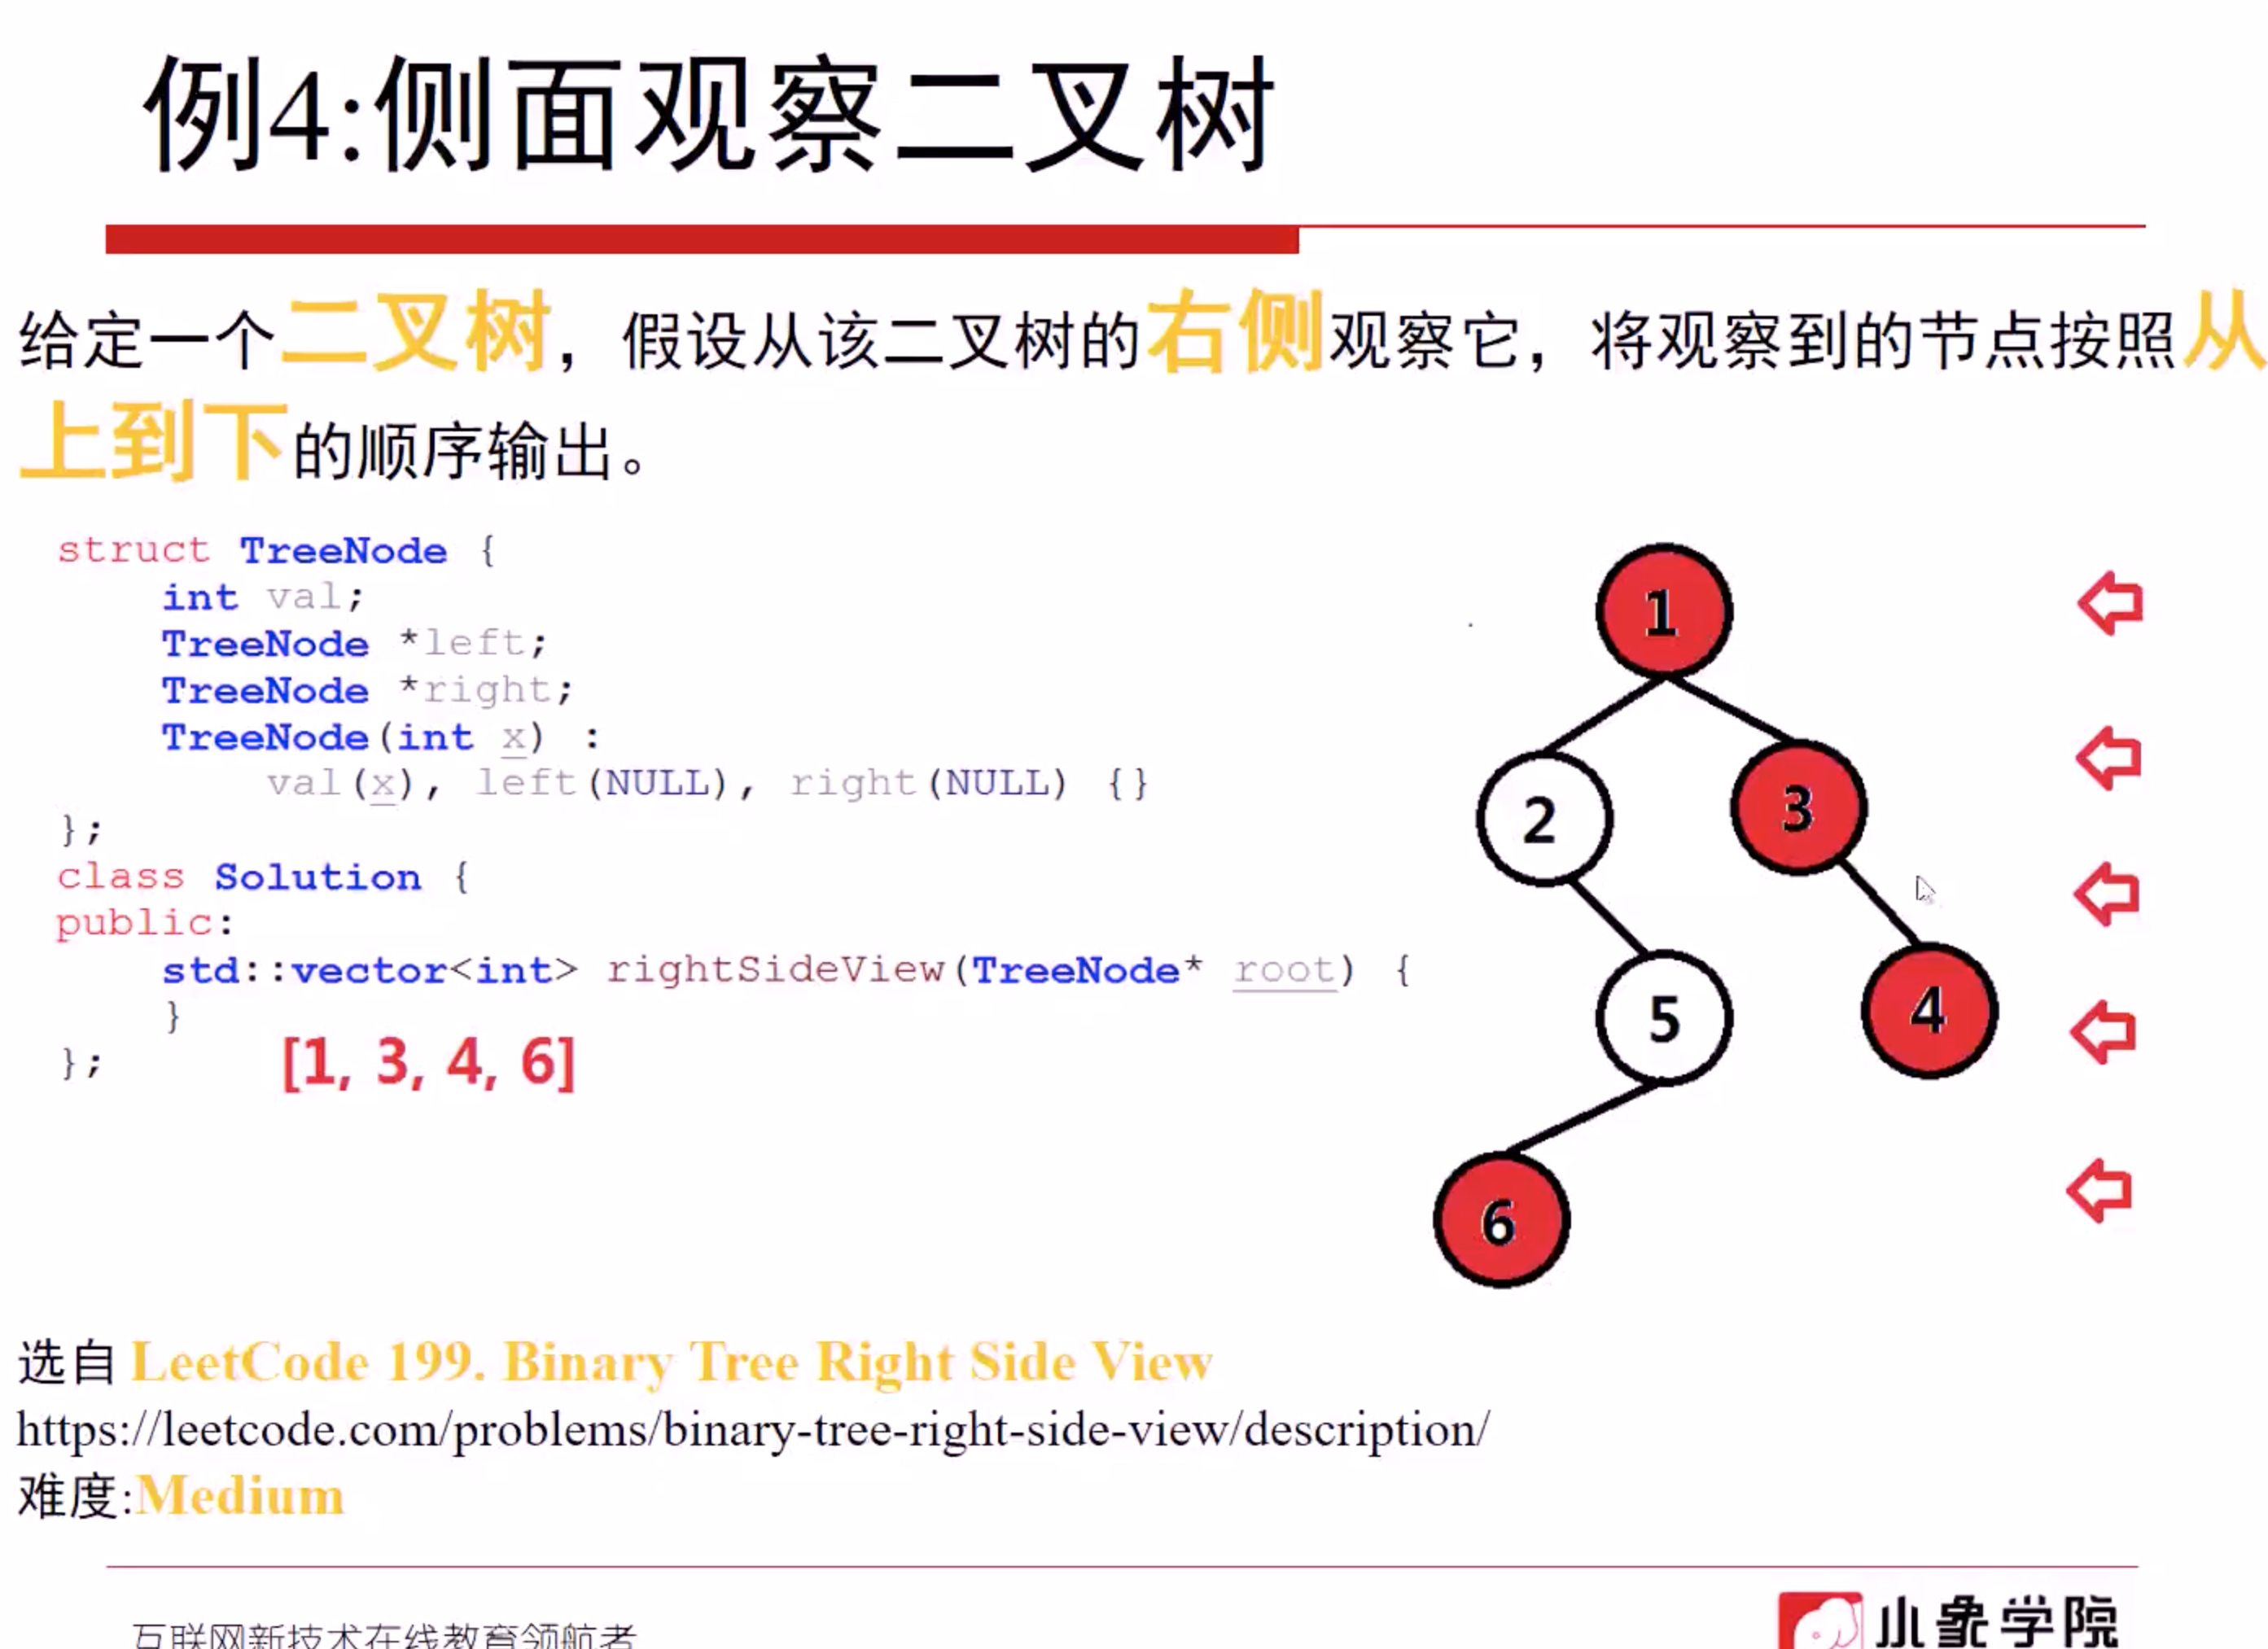 例4:侧面观察二叉树
给定一个二叉树，假设从该二叉树的右侧观察它，将观察到的节点按照从
上到下的顺序输出。
struct TreeNode {
int val;
TreeNode *left;
TreeNode *right;
TreeNode(int x) :
val(x), left(NULL), right(NULL) {}
};
class Solution {
public:
std::vector<int> rightSideView(TreeNode* root) {
}
};
[1, 3, 4, 6]
1
2
3
5
4
6
选自 LeetCode 199. Binary Tree Right Side View
https://leetcode.com/problems/binary-tree-right-side-view/description/
难度:Medium
互联网新技术在线教育领航者
小象学院